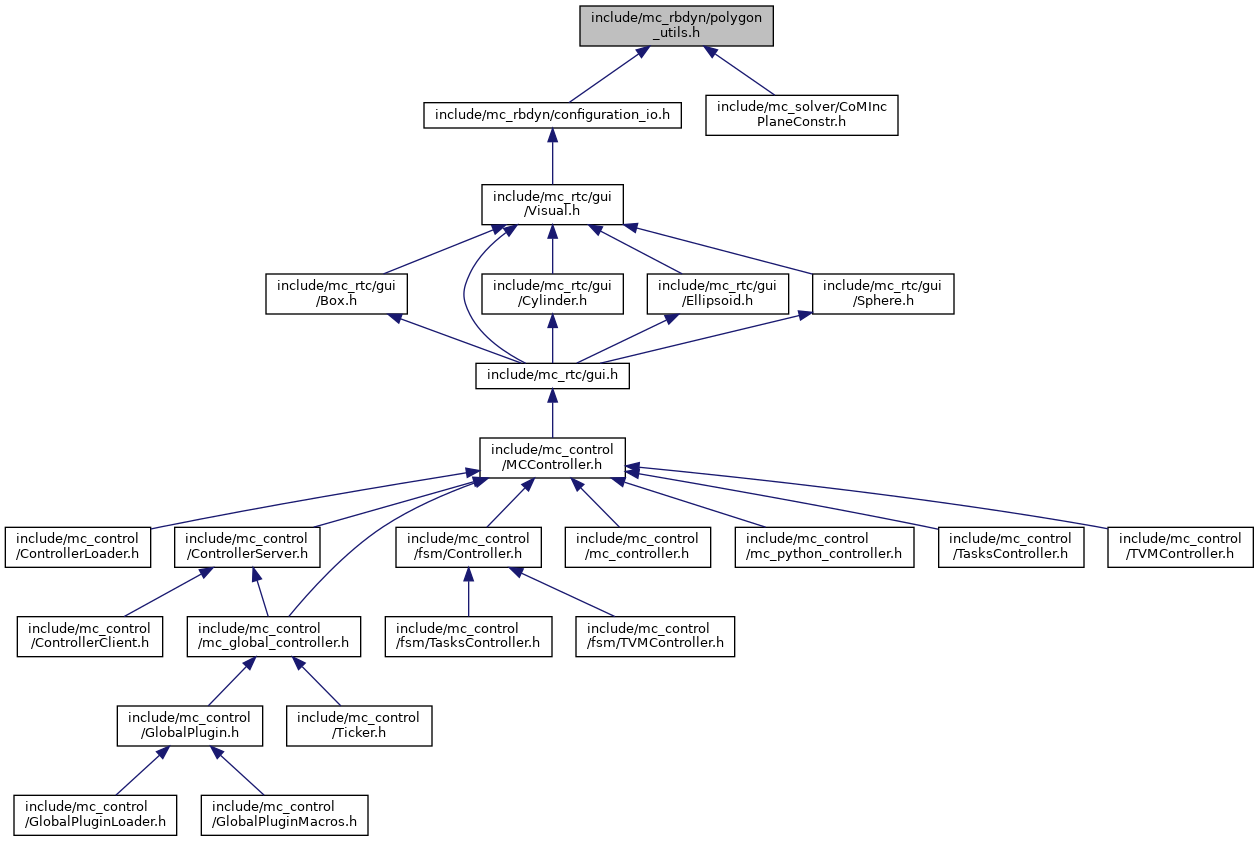 include/mc_rbdyn/polygon
_utils.h
include/mc_rbdyn/configuration_io.h
include/mc_solver/CoMInc
PlaneConstr.h
include/mc_rtc/gui
/Visual.h
include/mc_rtc/gui
/Box.h
include/mc_rtc/gui
/Cylinder.h
include/mc_rtc/gui
/Ellipsoid.h
include/mc_rtc/gui
/Sphere.h
include/mc_rtc/gui.h
include/mc_control
/MCController.h
include/mc_control
/ControllerLoader.h
include/mc_control
/ControllerServer.h
include/mc_control
/fsm/Controller.h
include/mc_control
/mc_controller.h
include/mc_control
/mc_python_controller.h
include/mc_control
/TasksController.h
include/mc_control
/TVMController.h
include/mc_control
/ControllerClient.h
include/mc_control
/mc_global_controller.h
include/mc_control
/fsm/TasksController.h
include/mc_control
/fsm/TVMController.h
include/mc_control
/GlobalPlugin.h
include/mc_control
/Ticker.h
include/mc_control
/GlobalPluginLoader.h
include/mc_control
/GlobalPluginMacros.h